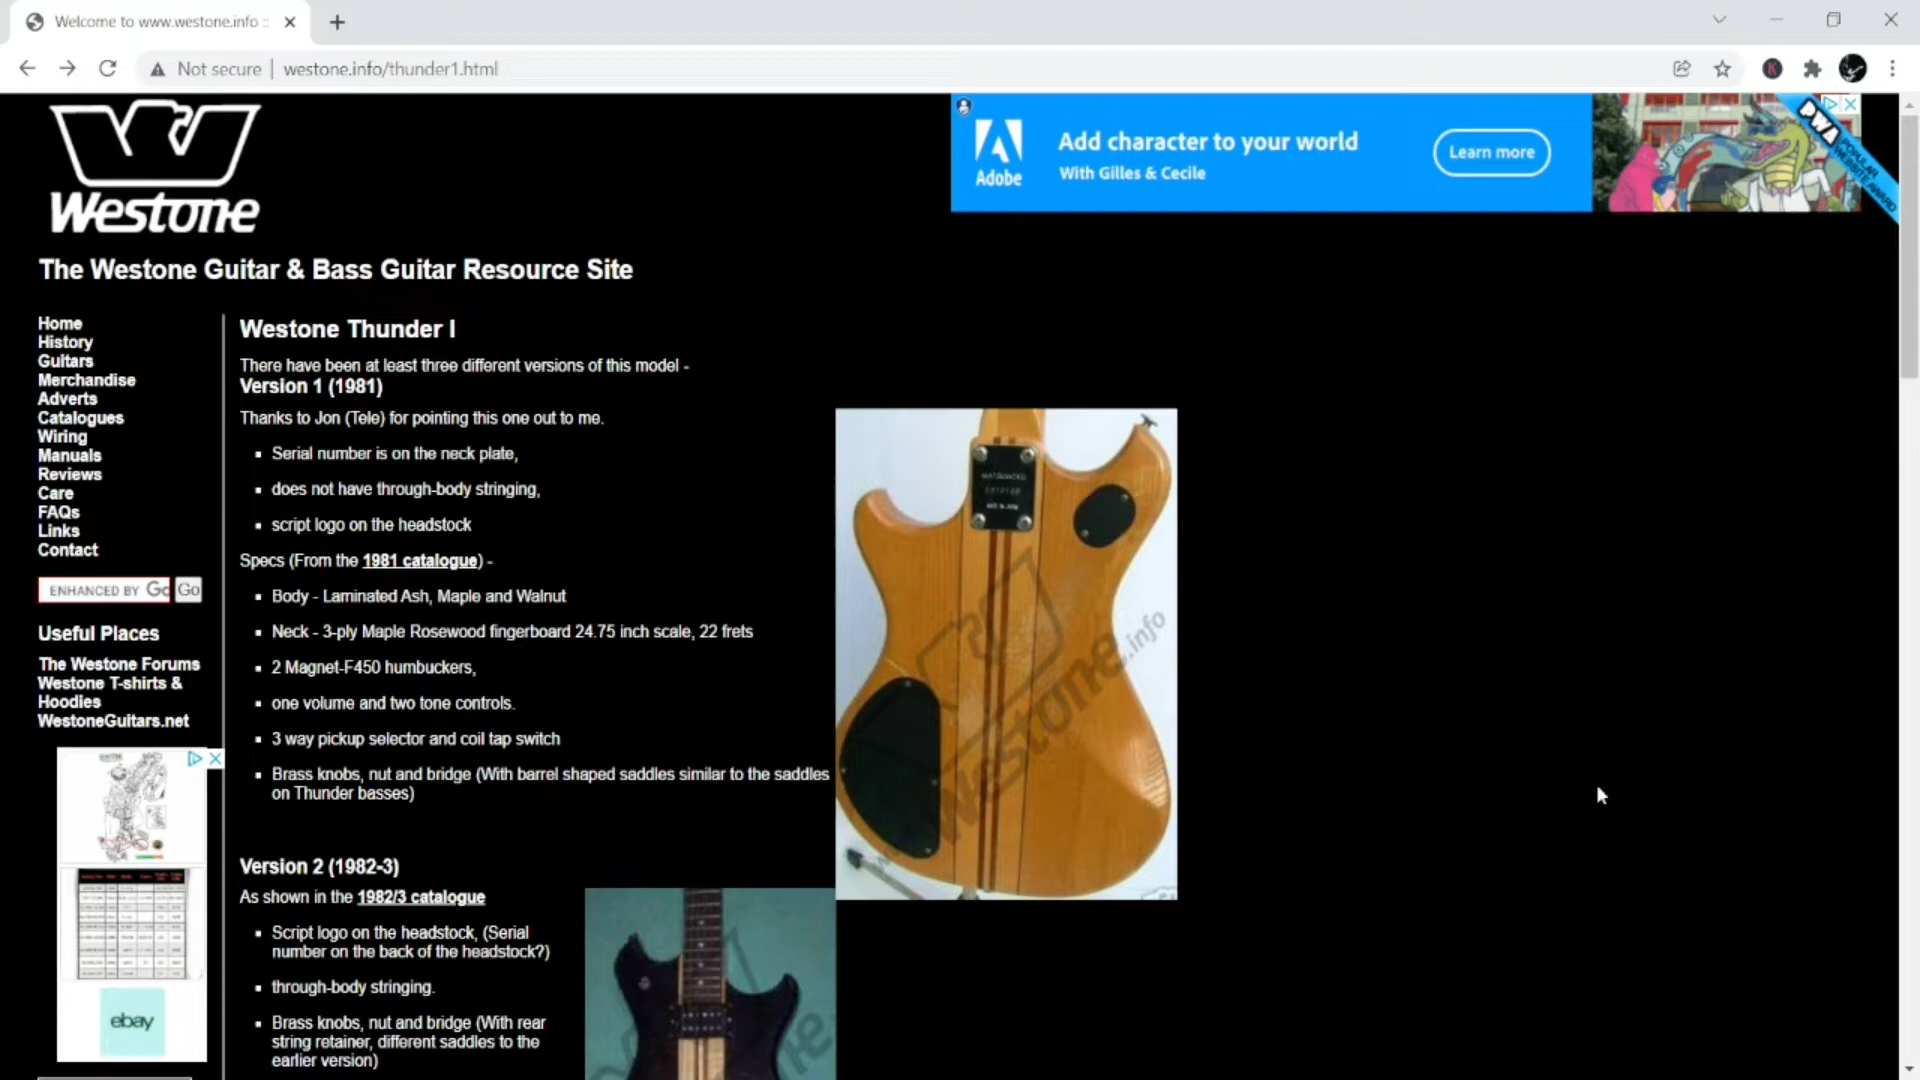 Welcome to www.westone.info ::
Not secure | westone.info/thunder1.html
Westone
Adobe
Add character to your world
With Gilles & Cecile
Learn more
PWA
POPULAR
WEBSITE AWARD
The Westone Guitar & Bass Guitar Resource Site
Home
History
Guitars
Merchandise
Adverts
Catalogues
Wiring
Manuals
Reviews
Care
FAQs
Links
Contact
ENHANCED BY Go
Go
Useful Places
The Westone Forums
Westone T-shirts &
Hoodies
WestoneGuitars.net
ebay
Westone Thunder I
There have been at least three different versions of this model -
Version 1 (1981)
Thanks to Jon (Tele) for pointing this one out to me.
Serial number is on the neck plate,
does not have through-body stringing,
script logo on the headstock
Specs (From the 1981 catalogue) -
Body - Laminated Ash, Maple and Walnut
Neck - 3-ply Maple Rosewood fingerboard 24.75 inch scale, 22 frets
2 Magnet-F450 humbuckers,
one volume and two tone controls.
3 way pickup selector and coil tap switch
Brass knobs, nut and bridge (With barrel shaped saddles similar to the saddles
on Thunder basses)
Version 2 (1982-3)
As shown in the 1982/3 catalogue
Script logo on the headstock, (Serial
number on the back of the headstock?)
through-body stringing.
Brass knobs, nut and bridge (With rear
string retainer, different saddles to the
earlier version)
Westone.info